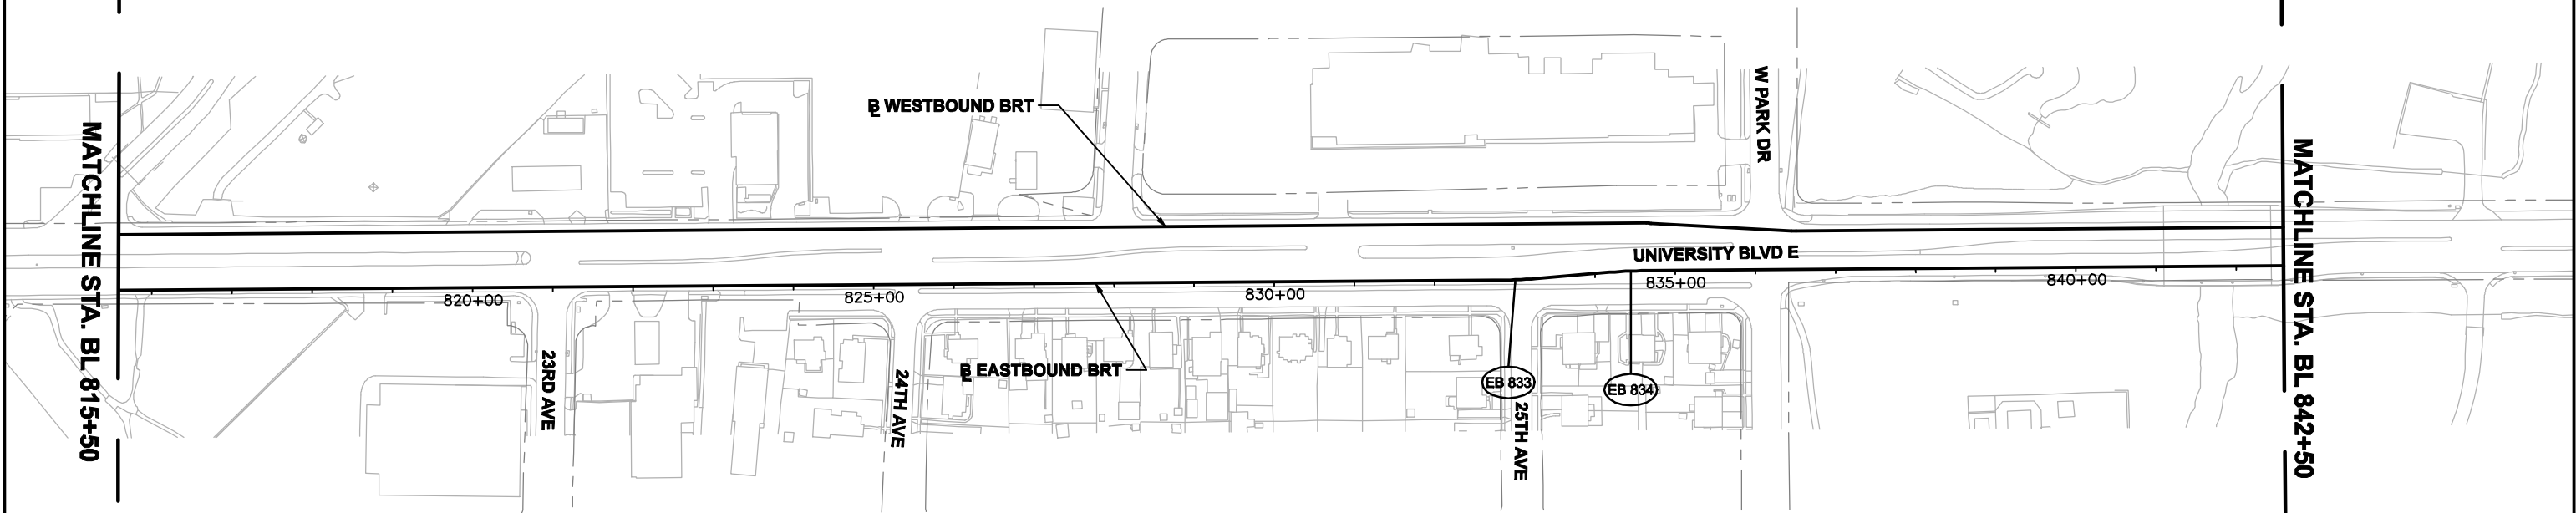 MATCHLINE STA. BL 815+50
BL WESTBOUND BRT
W PARK DR
UNIVERSITY BLVD E
820+00
825+00
830+00
835+00
840+00
23RD AVE
24TH AVE
BL EASTBOUND BRT
EB 833
25TH AVE
EB 834
MATCHLINE STA. BL 842+50